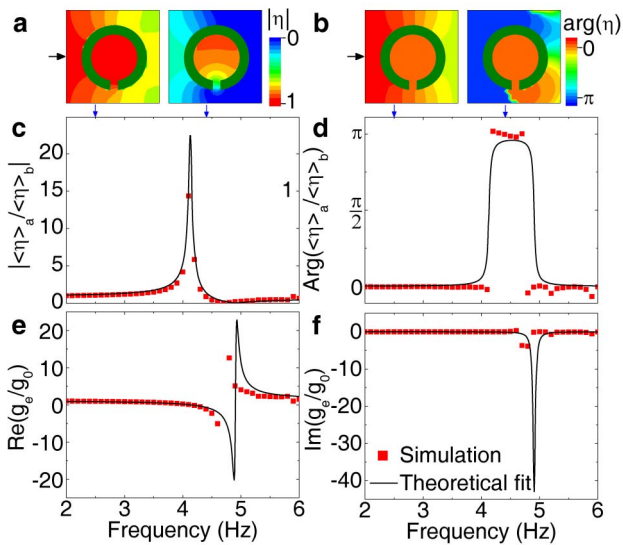 a
|η|
0
-1
b
arg(η)
-0
-π
c
|<η>a/<η>b|
20
15
10
5
0
1
d
Arg(<η>a/<η>b)
π
π/2
0
e
Re(ge/g0)
20
10
0
-10
-20
2 3 4 5 6
Frequency (Hz)
f
Im(ge/g0)
0
-10
-20
-30
-40
Simulation
Theoretical fit
2 3 4 5 6
Frequency (Hz)